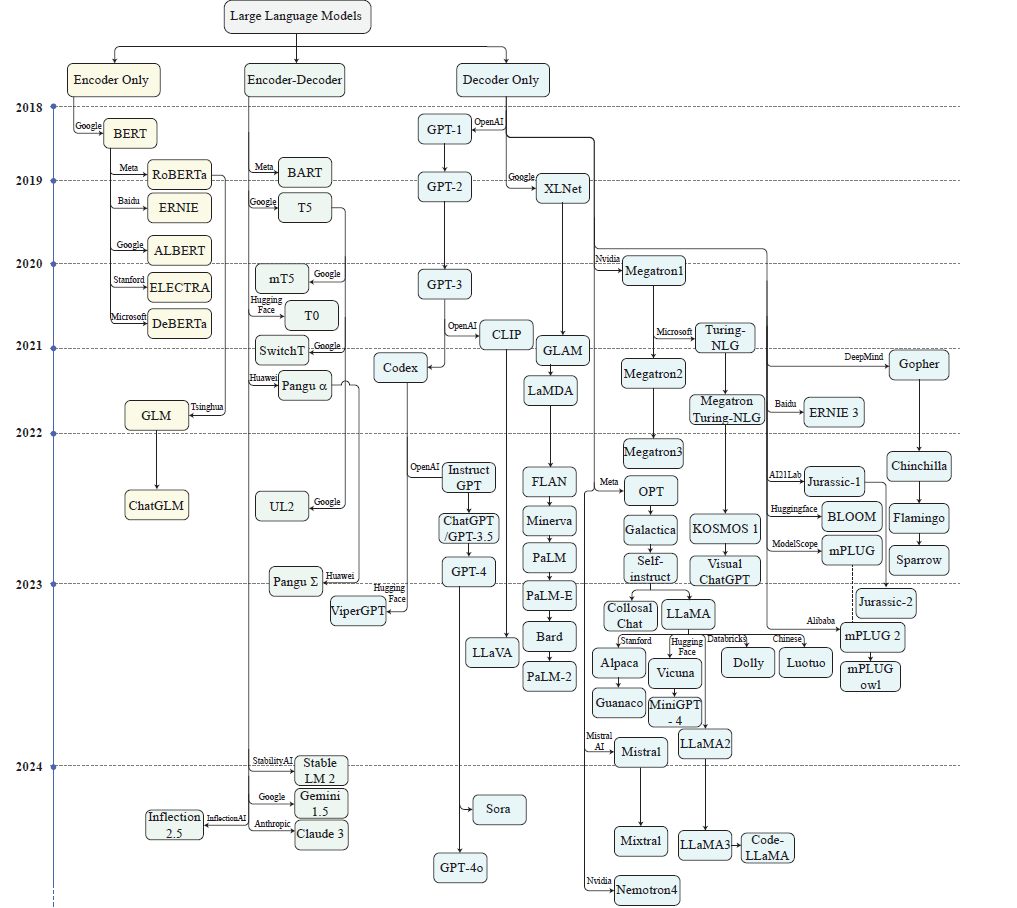 Large Language Models
Encoder Only
Encoder-Decoder
Decoder Only
2018
Google
BERT
GPT-1
OpenAI
Meta
RoBERTa
Meta
BART
2019
GPT-2
Google
XLNet
Baidu
ERNIE
Google
T5
Google
ALBERT
2020
Nvidia
Megatron1
Stanford
ELECTRA
mT5
Google
GPT-3
Microsoft
DeBERTa
Hugging
Face
T0
OpenAI
CLIP
Microsoft
Turing-
NLG
2021
SwitchT
Google
GLAM
Codex
DeepMind
Gopher
Huawei
Pangu α
LaMDA
Megatron2
Tsinghua
GLM
Megatron
Turing-NLG
Baidu
ERNIE 3
2022
Megatron3
OpenAI
Instruct
GPT
FLAN
Meta
OPT
AI21Lab
Jurassic-1
Chinchilla
ChatGLM
UL2
Google
ChatGPT
/GPT-3.5
Minerva
Galactica
KOSMOS 1
Huggingface
BLOOM
Flamingo
ModelScope
mPLUG
Sparrow
GPT-4
PaLM
Self-
instruct
Visual
ChatGPT
2023
Pangu Σ
Huawei
Hugging
Face
ViperGPT
PaLM-E
Collosal
Chat
LLaMA
Jurassic-2
Alibaba
mPLUG 2
LLaVA
Bard
Stanford
Hugging
Face
Databricks
Chinese
Alpaca
Vicuna
Dolly
Luotuo
PaLM-2
mPLUG
owl
Guanaco
MiniGPT
- 4
Mistral
AI
Mistral
LLaMA2
2024
StabilityAI
Stable
LM 2
Google
Gemini
1.5
Sora
Inflection
2.5
InflectionAI
Anthropic
Claude 3
Mixtral
LLaMA3
Code-
LLaMA
GPT-4o
Nvidia
Nemotron4